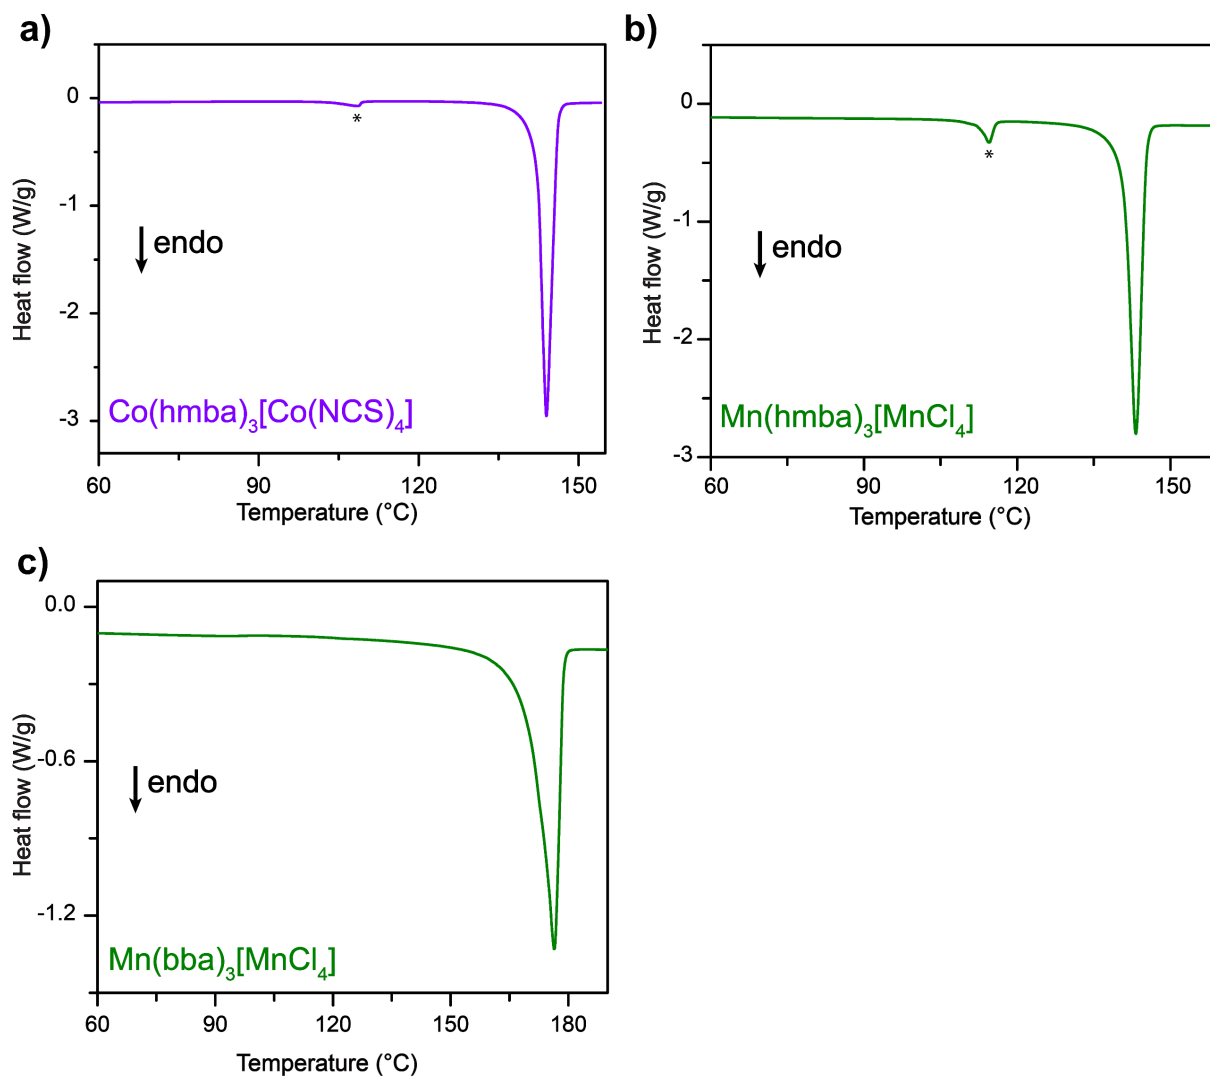 a)
Heat flow (W/g)
0
-1
-2
-3
*
endo
Co(hmba)₃[Co(NCS)₄]
60 90 120 150
Temperature (°C)
b)
Heat flow (W/g)
0
-1
-2
-3
*
endo
Mn(hmba)₃[MnCl₄]
60 90 120 150
Temperature (°C)
c)
Heat flow (W/g)
0.0
-0.6
-1.2
endo
Mn(bba)₃[MnCl₄]
60 90 120 150 180
Temperature (°C)